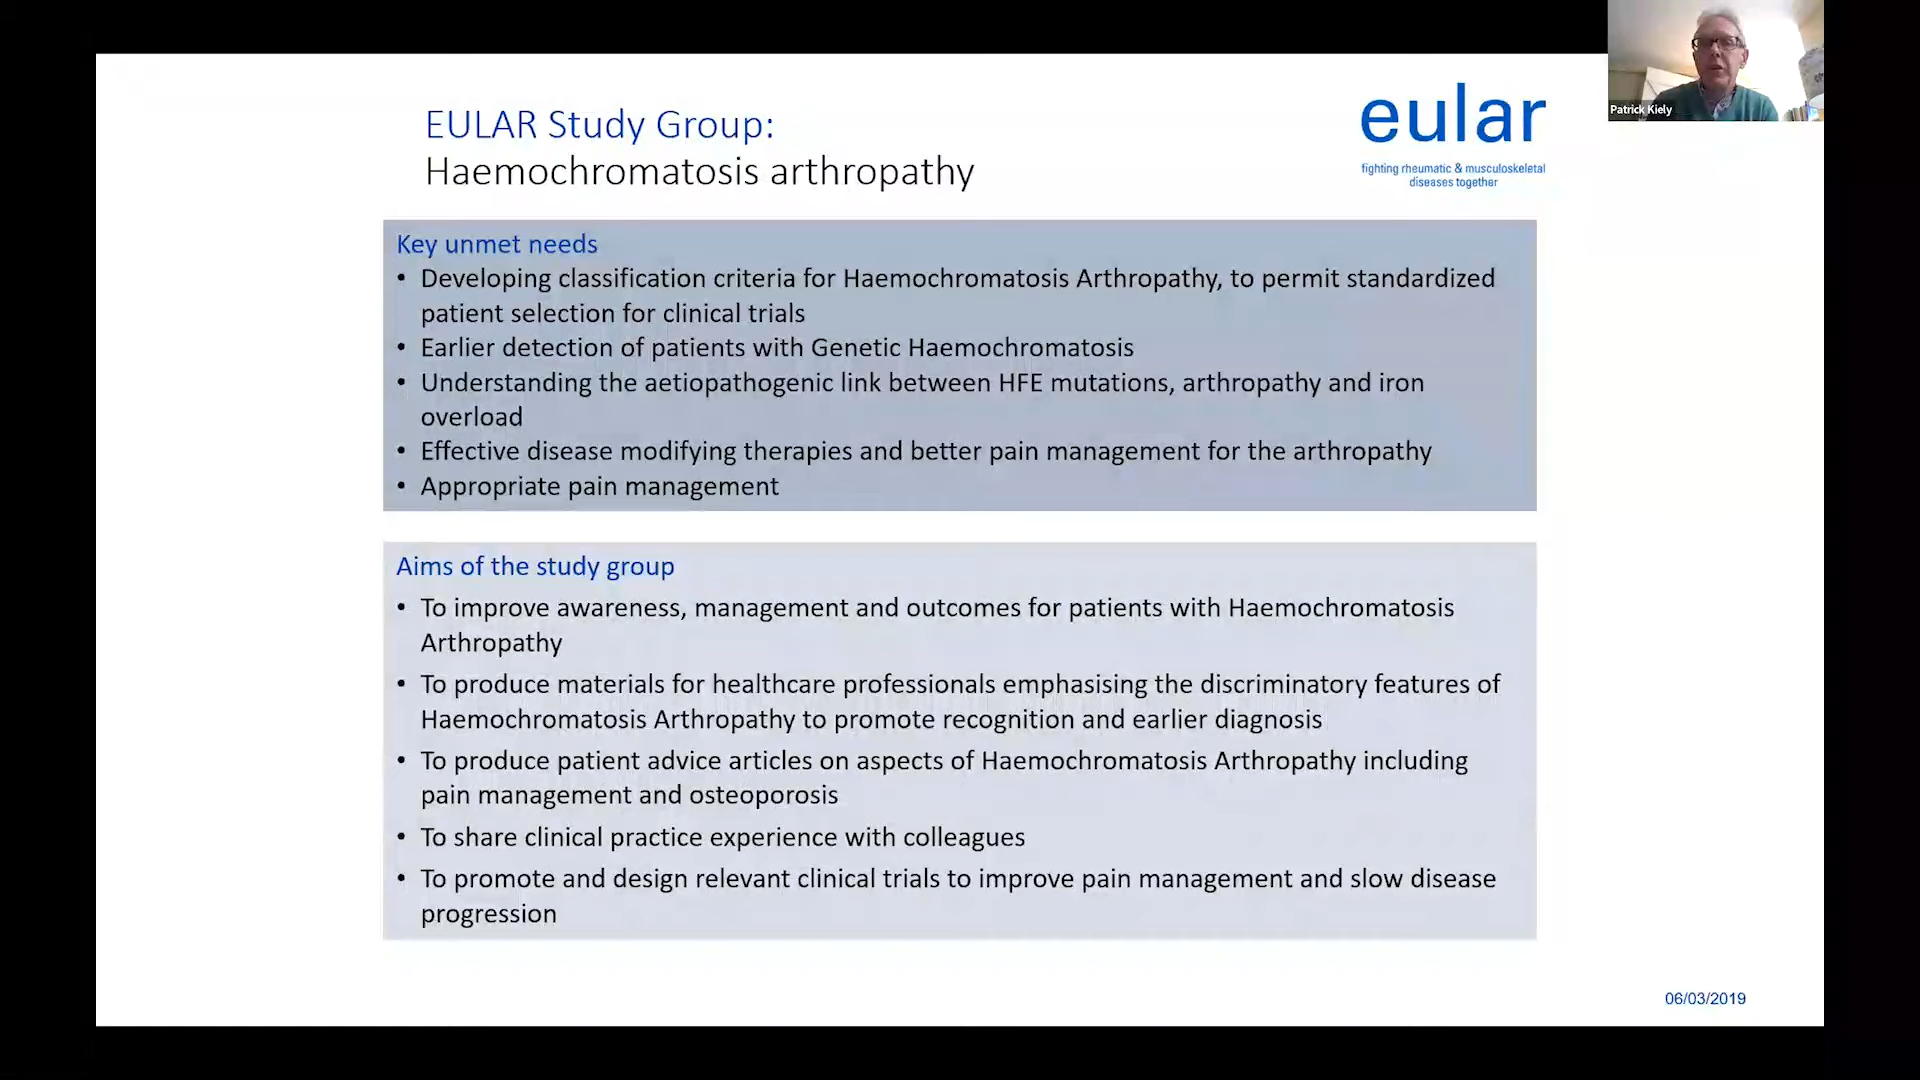 EULAR Study Group:
Haemochromatosis arthropathy
eular
fighting rheumatic & musculoskeletal
diseases together
Patrick Kiely
Key unmet needs
• Developing classification criteria for Haemochromatosis Arthropathy, to permit standardized
patient selection for clinical trials
• Earlier detection of patients with Genetic Haemochromatosis
• Understanding the aetiopathogenic link between HFE mutations, arthropathy and iron
overload
• Effective disease modifying therapies and better pain management for the arthropathy
• Appropriate pain management
Aims of the study group
• To improve awareness, management and outcomes for patients with Haemochromatosis
Arthropathy
• To produce materials for healthcare professionals emphasising the discriminatory features of
Haemochromatosis Arthropathy to promote recognition and earlier diagnosis
• To produce patient advice articles on aspects of Haemochromatosis Arthropathy including
pain management and osteoporosis
• To share clinical practice experience with colleagues
• To promote and design relevant clinical trials to improve pain management and slow disease
progression
06/03/2019